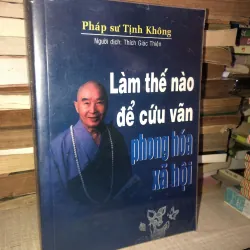 Pháp sư Tịnh Không
Người dịch: Thích Giác Thiện
Làm thế nào
để cứu vãn
phong hóa
xã hội